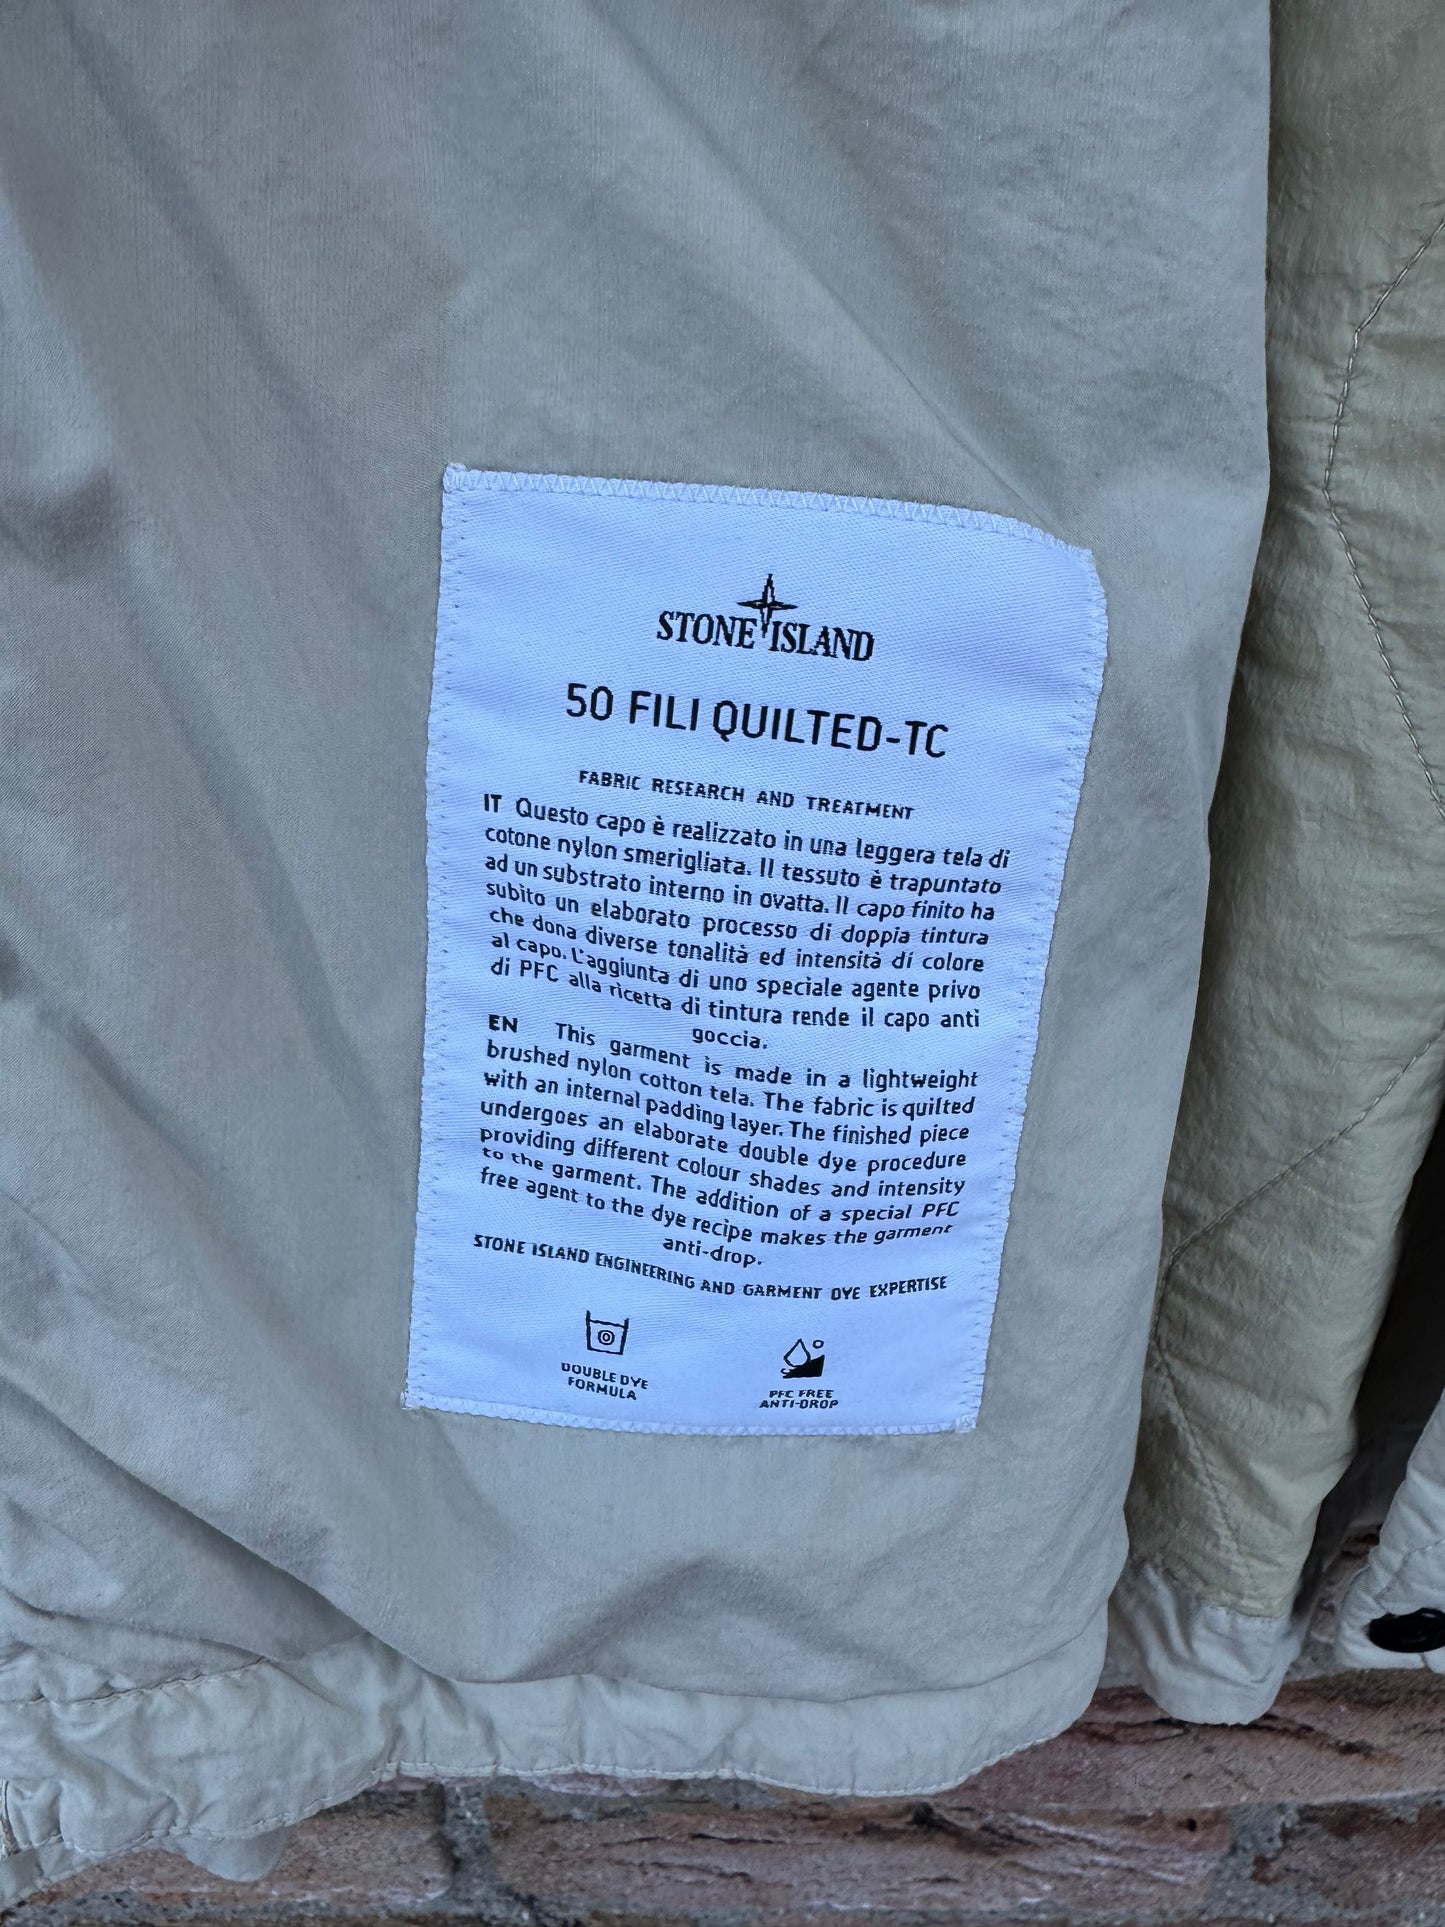 STONE ISLAND
50 FILI QUILTED-TC
FABRIC RESEARCH AND TREATMENT
IT Questo capo è realizzato in una leggera tela di
cotone nylon smerigliata. Il tessuto è trapuntato
ad un substrato interno in ovatta. Il capo finito ha
subito un elaborato processo di doppia tintura
che dona diverse tonalità ed intensità di colore
al capo. L'aggiunta di uno speciale agente privo
di PFC alla ricetta di tintura rende il capo anti
goccia.
EN This garment is made in a lightweight
brushed nylon cotton tela. The fabric is quilted
with an internal padding layer. The finished piece
undergoes an elaborate double dye procedure
providing different colour shades and intensity
to the garment. The addition of a special PFC
free agent to the dye recipe makes the garment
anti-drop.
STONE ISLAND ENGINEERING AND GARMENT DYE EXPERTISE
DOUBLE DYE
FORMULA
PFC FREE
ANTI-DROP